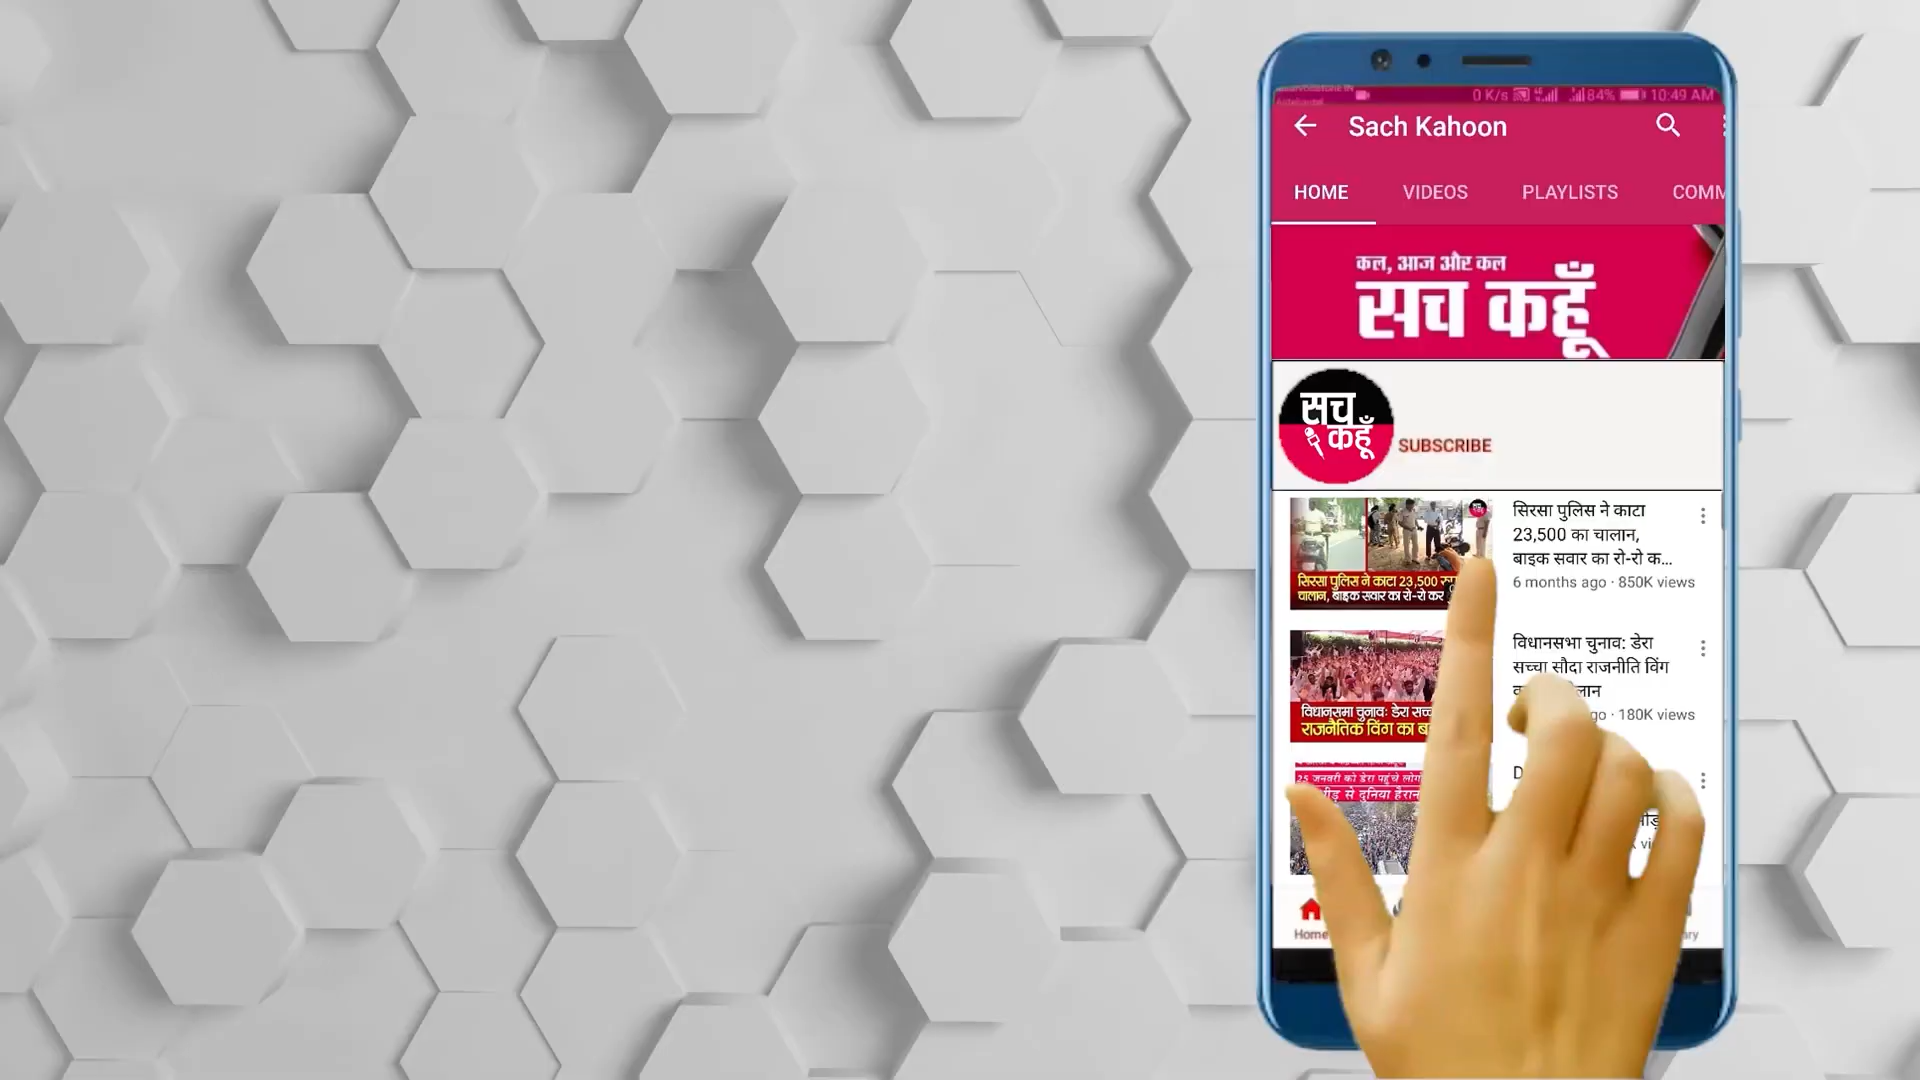 0 K/s 84% 10:49 AM
Sach Kahoon
HOME VIDEOS PLAYLISTS COMM
कल, आज और कल
सच कहूँ
सच
कहूँ
SUBSCRIBE
सिरसा पुलिस ने काटा 23,500
चालान, बाइक सवार का रो-रो कर
सिरसा पुलिस ने काटा
23,500 का चालान,
बाइक सवार का रो-रो क...
6 months ago · 850K views
विधानसभा चुनाव: डेरा
राजनैतिक विंग का
विधानसभा चुनाव: डेरा
सच्चा सौदा राजनीति विंग
180K views
25 जनवरी को डेरा पहुंचे
से दुनिया हैरान
Home